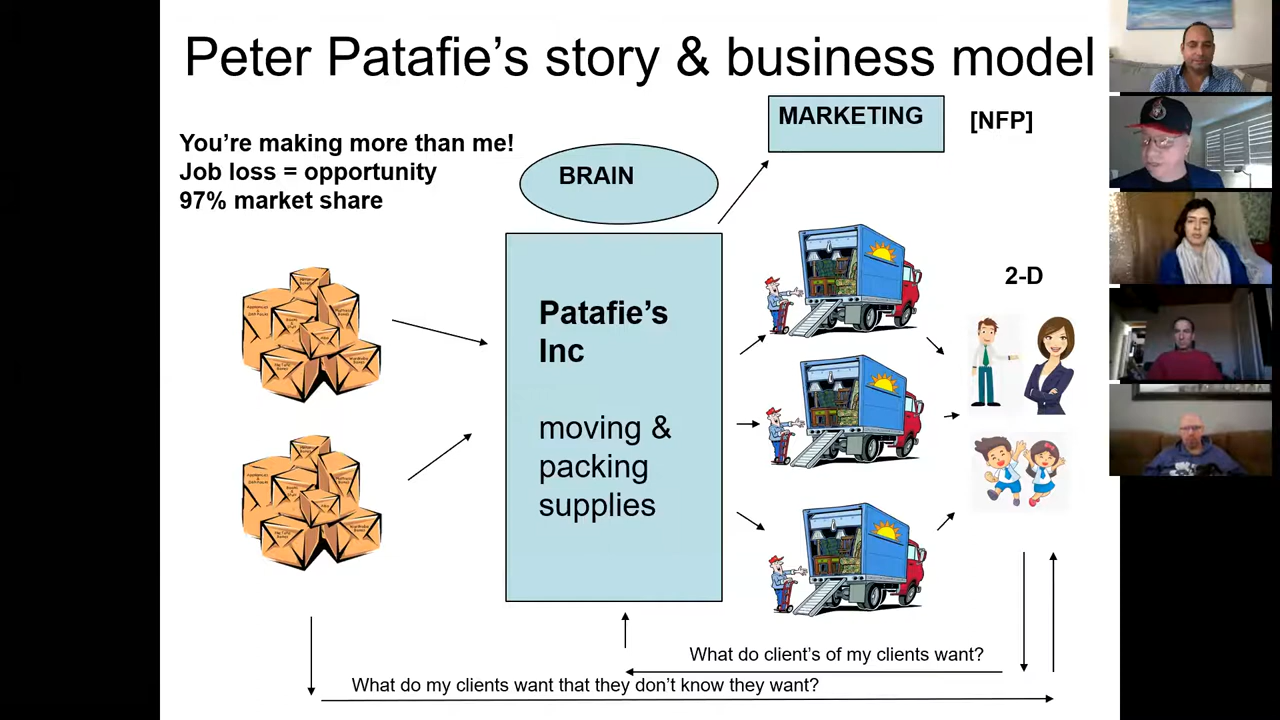 Peter Patafie's story & business model
You're making more than me!
Job loss = opportunity
97% market share
BRAIN
MARKETING
[NFP]
Patafie's
Inc
moving &
packing
supplies
2-D
What do client's of my clients want?
What do my clients want that they don't know they want?